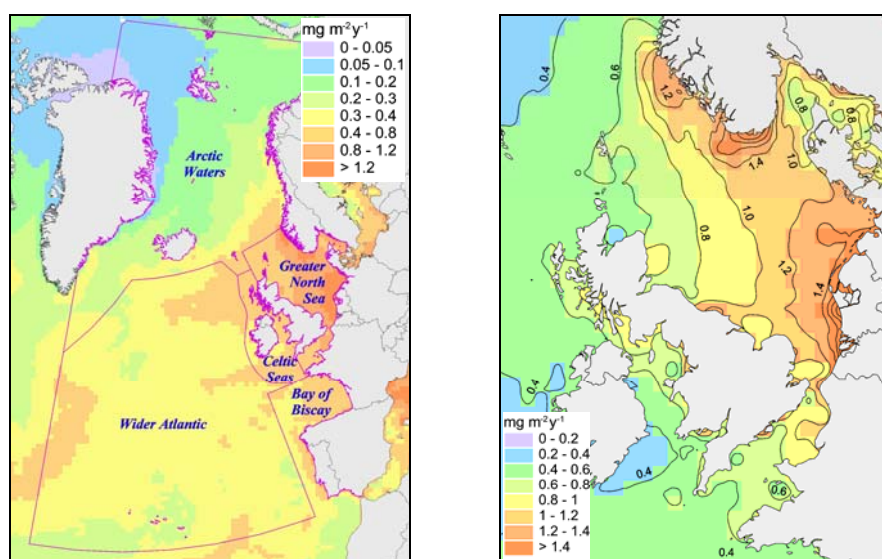 mg m⁻²y⁻¹
0 - 0.05
0.05 - 0.1
0.1 - 0.2
0.2 - 0.3
0.3 - 0.4
0.4 - 0.8
0.8 - 1.2
> 1.2
Arctic
Waters
Greater
North
Sea
Celtic
Seas
Bay of
Biscay
Wider Atlantic
0.4
0.6
1.2
0.8
0.8
1.4
1.0
1.0
0.8
1.2
1.4
0.4
0.4
0.6
0.4
mg m⁻²y⁻¹
0 - 0.2
0.2 - 0.4
0.4 - 0.6
0.6 - 0.8
0.8 - 1
1 - 1.2
1.2 - 1.4
> 1.4